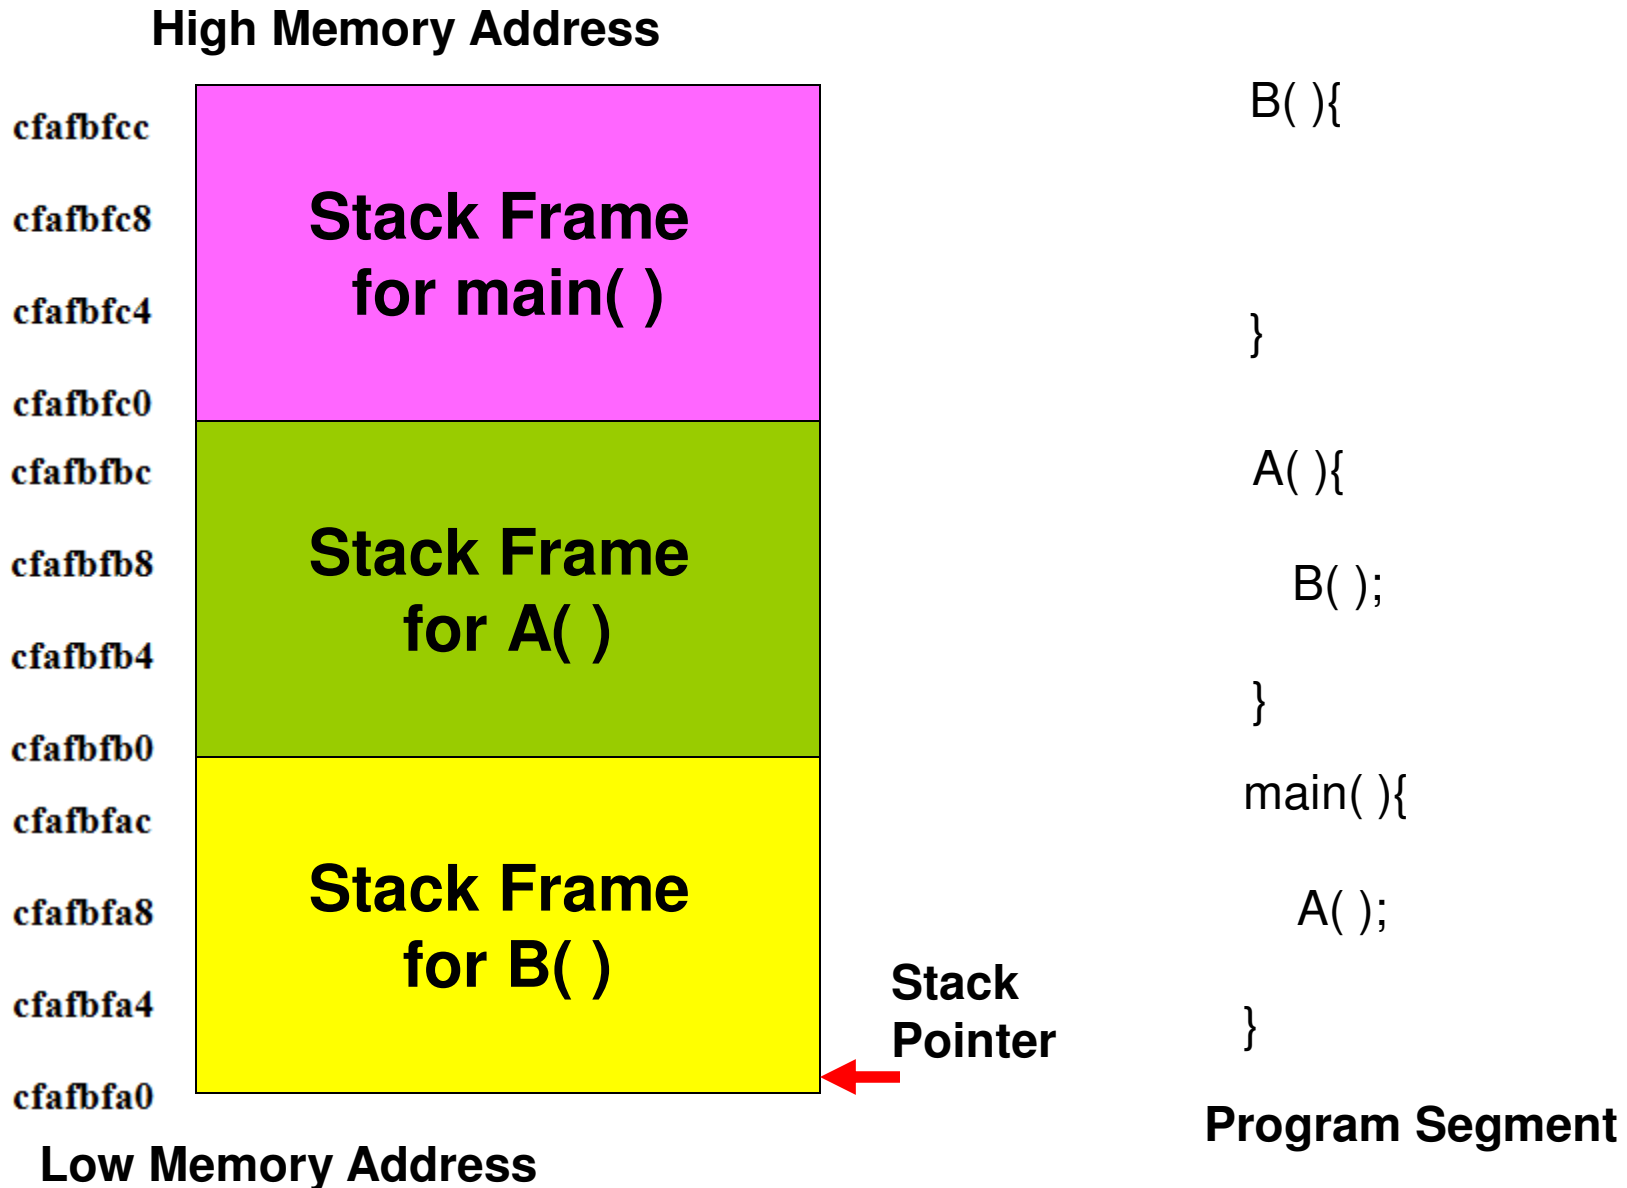 High Memory Address
cfafbfcc
cfafbfc8
cfafbfc4
cfafbfc0
cfafbfbc
cfafbfb8
cfafbfb4
cfafbfb0
cfafbfac
cfafbfa8
cfafbfa4
cfafbfa0
Low Memory Address
Stack Frame
for main( )
Stack Frame
for A( )
Stack Frame
for B( )
Stack
Pointer
B( ){
}
A( ){
B( );
}
main( ){
A( );
}
Program Segment